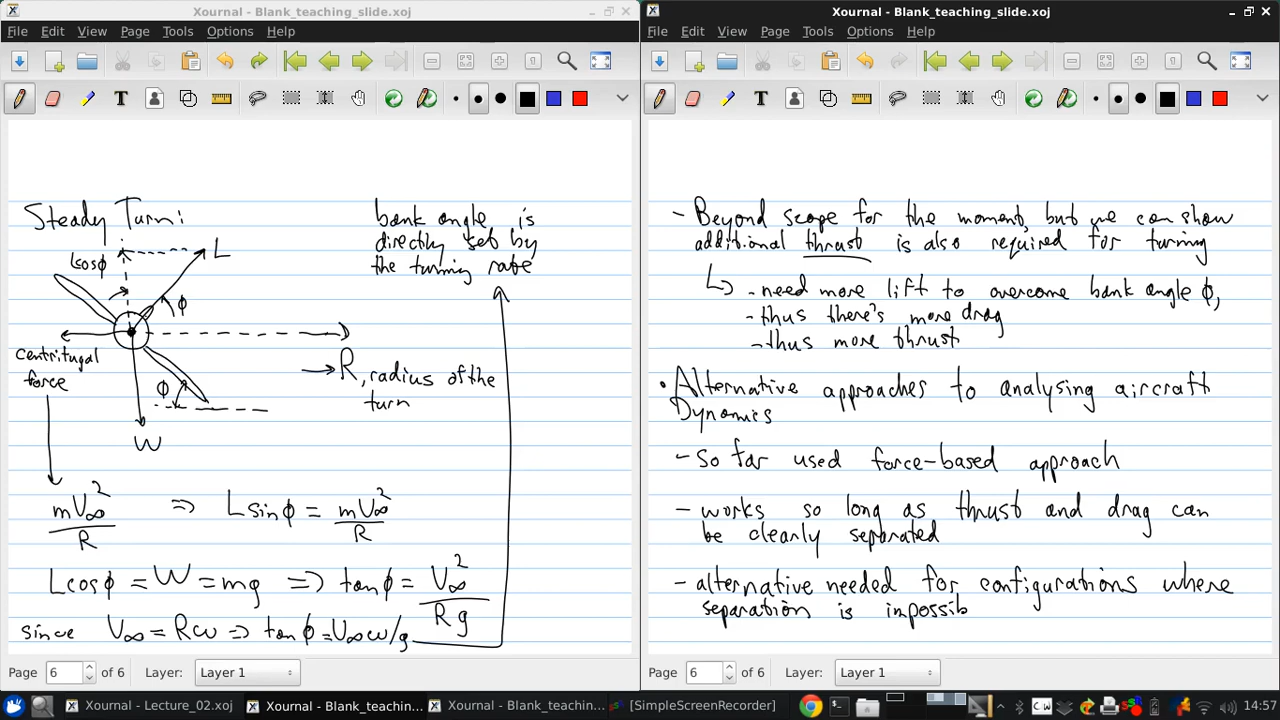 Xournal - Blank_teaching_slide.xoj
File Edit View Page Tools Options Help
Steady Turn:
Lcosφ
L
φ
centrifugal
force
R, radius of the
turn
φ
W
bank angle is
directly set by
the turning rate
mV∞²/R ⇒ Lsinφ = mV∞²/R
Lcosφ = W = mg ⇒ tanφ = V∞²/Rg
since V∞ = Rω ⇒ tanφ = V∞ω/g
Page 6 of 6 Layer: Layer 1
Xournal - Blank_teaching_slide.xoj
File Edit View Page Tools Options Help
- Beyond scope for the moment, but we can show
additional thrust is also required for turning
↳ - need more lift to overcome bank angle φ,
- thus there's more drag
- thus more thrust
• Alternative approaches to analysing aircraft
Dynamics
- So far used force-based approach
- works so long as thrust and drag can
be clearly separated
- alternative needed for configurations where
separation is impossib
Page 6 of 6 Layer: Layer 1
Xournal - Lecture_02.xoj Xournal - Blank_teachin... Xournal - Blank_teachin... [SimpleScreenRecorder] 14:57